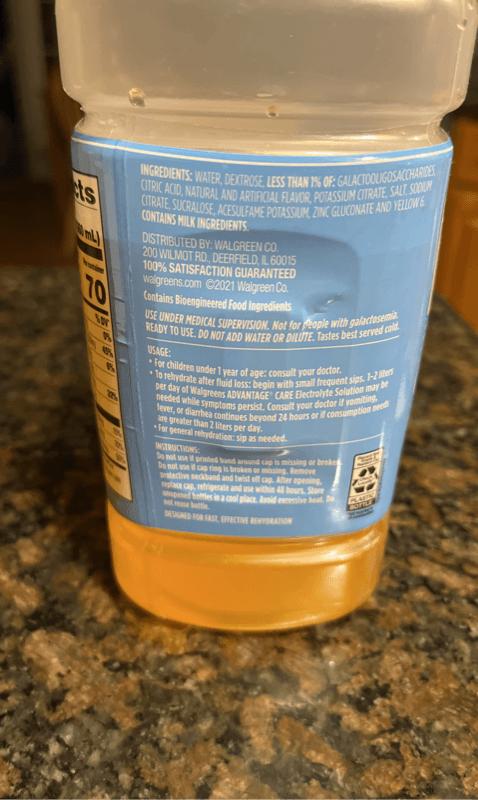 cts
mL)
70
% DV*
INGREDIENTS: WATER, DEXTROSE, LESS THAN 1% OF: GALACTOOLIGOSACCHARIDES,
CITRIC ACID, NATURAL AND ARTIFICIAL FLAVOR, POTASSIUM CITRATE, SALT, SODIUM
CITRATE, SUCRALOSE, ACESULFAME POTASSIUM, ZINC GLUCONATE AND YELLOW 6.
CONTAINS MILK INGREDIENTS.
DISTRIBUTED BY: WALGREEN CO.
200 WILMOT RD., DEERFIELD, IL 60015
100% SATISFACTION GUARANTEED
walgreens.com ©2021 Walgreen Co.
Contains Bioengineered Food Ingredients
USE UNDER MEDICAL SUPERVISION. Not for people with galactosemia.
READY TO USE. DO NOT ADD WATER OR DILUTE. Tastes best served cold.
USAGE:
• For children under 1 year of age: consult your doctor.
• To rehydrate after fluid loss: begin with small frequent sips. 1-2 liters
per day of Walgreens ADVANTAGE® CARE Electrolyte Solution may be
needed while symptoms persist. Consult your doctor if vomiting,
fever, or diarrhea continues beyond 24 hours or if consumption needs
are greater than 2 liters per day.
• For general rehydration: sip as needed.
INSTRUCTIONS:
Do not use if printed band around cap is missing or broken.
Do not use if cap ring is broken or missing. Remove
protective neckband and twist off cap. After opening,
replace cap, refrigerate and use within 48 hours. Store
unopened bottles in a cool place. Avoid excessive heat. Do
not reuse bottle.
DESIGNED FOR FAST, EFFECTIVE REHYDRATION
PLASTIC
BOTTLE